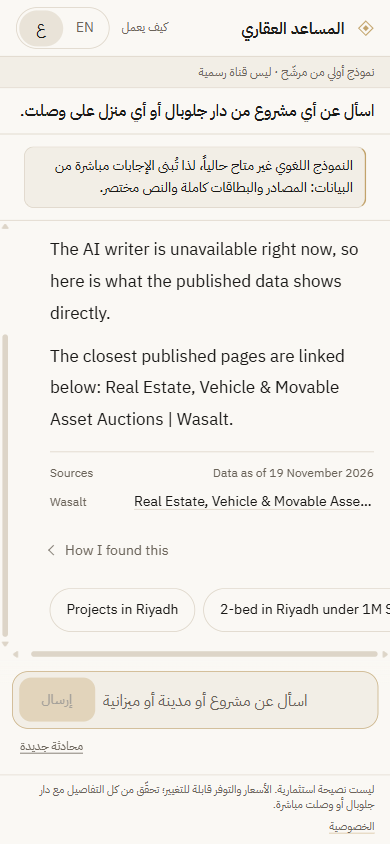 المساعد العقاري
كيف يعمل
EN
ع
نموذج أولي من مرشّح · ليس قناة رسمية
اسأل عن أي مشروع من دار جلوبال أو أي منزل على وصلت.
النموذج اللغوي غير متاح حالياً، لذا تُبنى الإجابات مباشرة من
البيانات: المصادر والبطاقات كاملة والنص مختصر.
The AI writer is unavailable right now, so
here is what the published data shows
directly.
The closest published pages are linked
below: Real Estate, Vehicle & Movable
Asset Auctions | Wasalt.
Sources
Data as of 19 November 2026
Wasalt
Real Estate, Vehicle & Movable Asse...
How I found this
Projects in Riyadh
2-bed in Riyadh under 1M
اسأل عن مشروع أو مدينة أو ميزانية
إرسال
محادثة جديدة
ليست نصيحة استثمارية. الأسعار والتوفر قابلة للتغيير؛ تحقّق من كل التفاصيل مع دار
جلوبال أو وصلت مباشرة.
الخصوصية